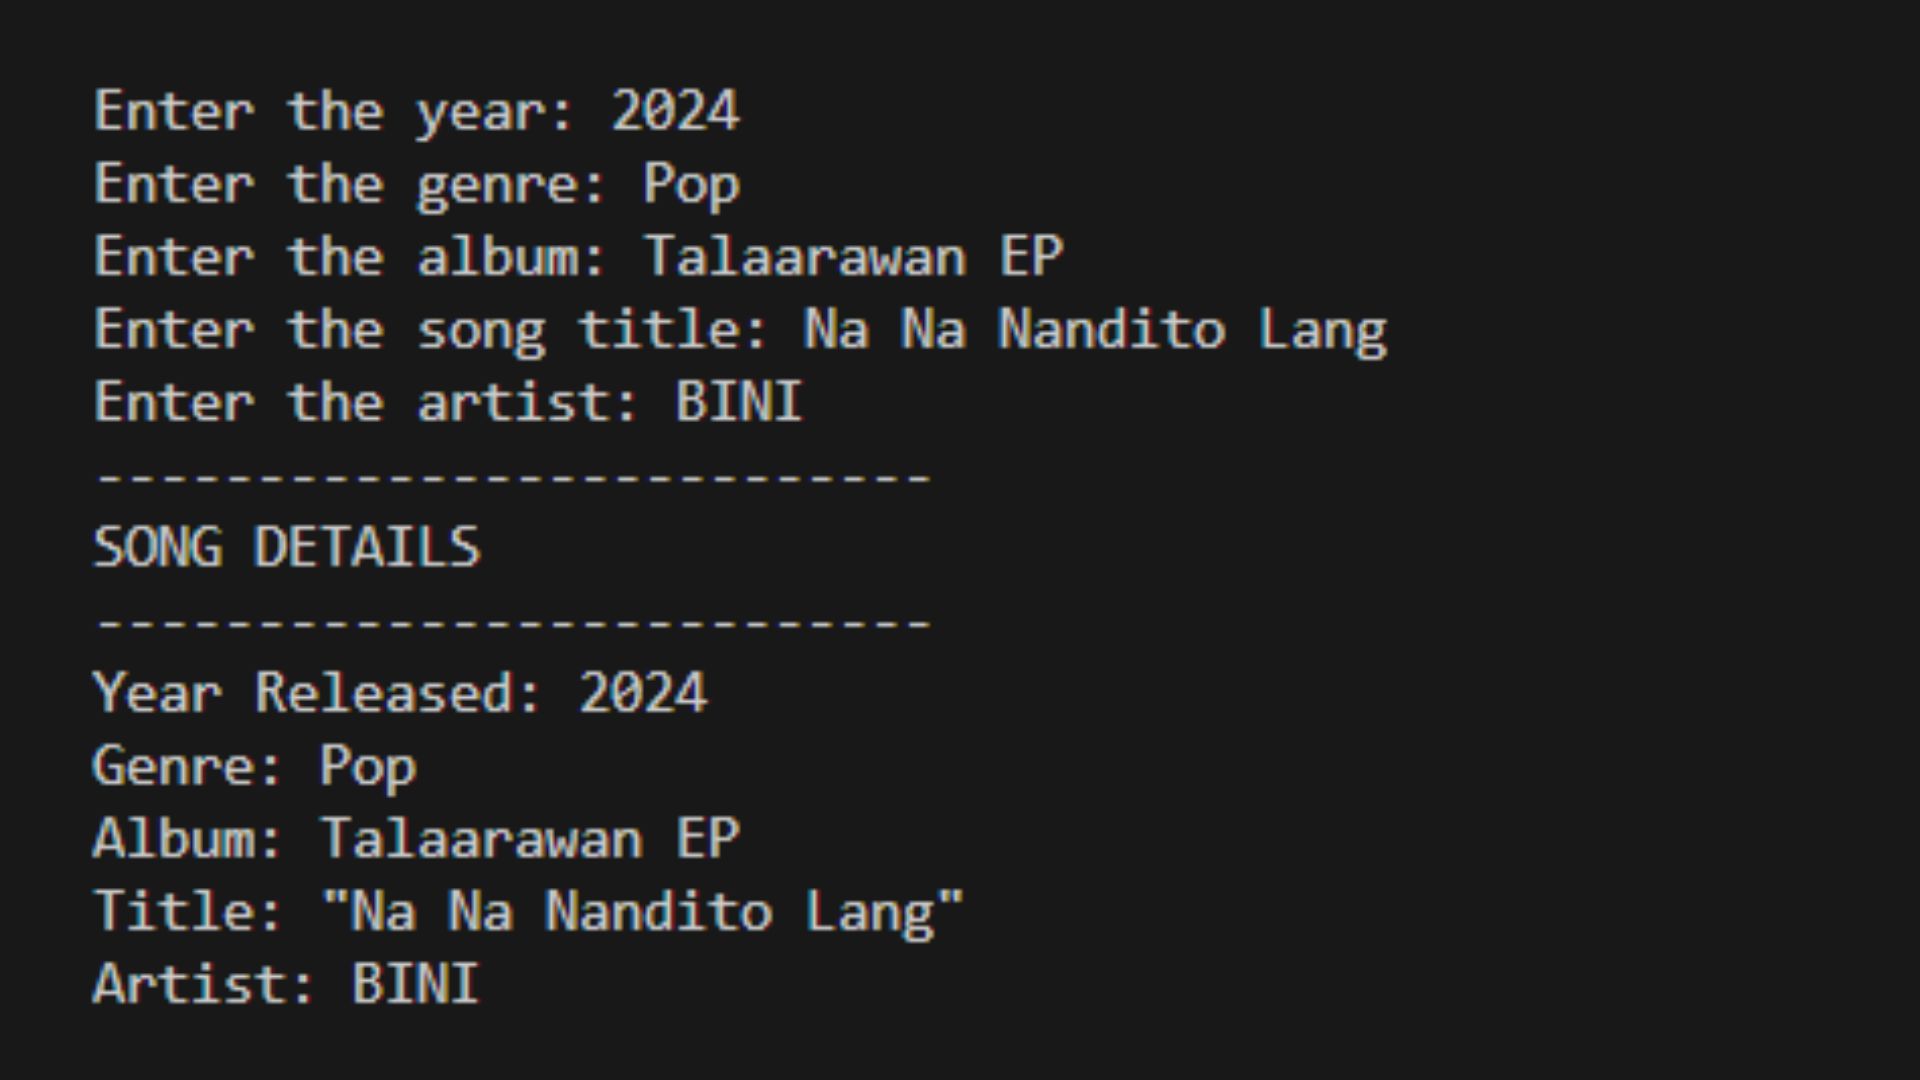 Enter the year: 2024
Enter the genre: Pop
Enter the album: Talaarawan EP
Enter the song title: Na Na Nandito Lang
Enter the artist: BINI
--------------------------
SONG DETAILS
--------------------------
Year Released: 2024
Genre: Pop
Album: Talaarawan EP
Title: "Na Na Nandito Lang"
Artist: BINI